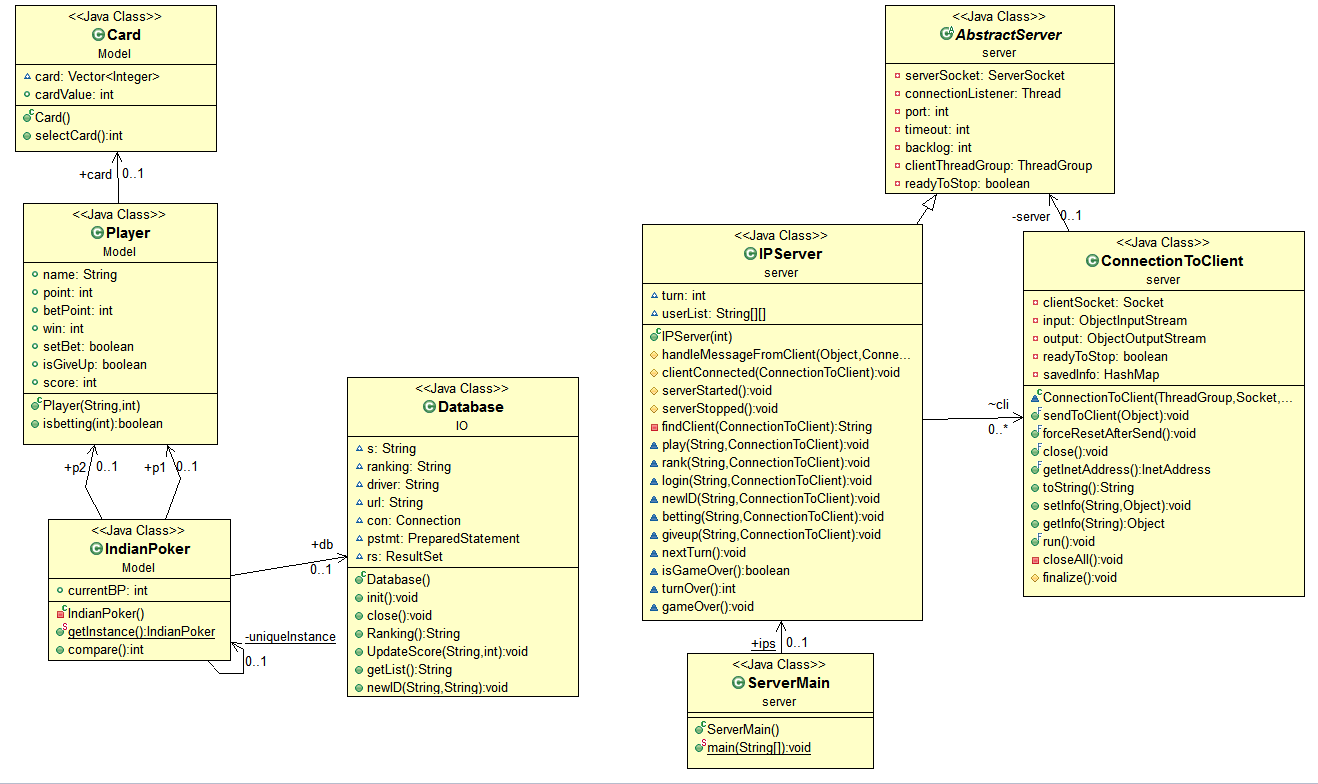 <<Java Class>>
Card
Model
card: Vector<Integer>
cardValue: int
Card()
selectCard():int
+card 0..1
<<Java Class>>
Player
Model
name: String
point: int
betPoint: int
win: int
setBet: boolean
isGiveUp: boolean
score: int
Player(String,int)
isbetting(int):boolean
+p2 0..1 +p1 0..1
<<Java Class>>
IndianPoker
Model
currentBP: int
IndianPoker()
getInstance():IndianPoker
compare():int
+db
0..1
-uniqueInstance
0..1
<<Java Class>>
Database
IO
s: String
ranking: String
driver: String
url: String
con: Connection
pstmt: PreparedStatement
rs: ResultSet
Database()
init():void
close():void
Ranking():String
UpdateScore(String,int):void
getList():String
newID(String,String):void
<<Java Class>>
AbstractServer
server
serverSocket: ServerSocket
connectionListener: Thread
port: int
timeout: int
backlog: int
clientThreadGroup: ThreadGroup
readyToStop: boolean
-server 0..1
<<Java Class>>
IPServer
server
turn: int
userList: String[][]
IPServer(int)
handleMessageFromClient(Object,Conne...
clientConnected(ConnectionToClient):void
serverStarted():void
serverStopped():void
findClient(ConnectionToClient):String
play(String,ConnectionToClient):void
rank(String,ConnectionToClient):void
login(String,ConnectionToClient):void
newID(String,ConnectionToClient):void
betting(String,ConnectionToClient):void
giveup(String,ConnectionToClient):void
nextTurn():void
isGameOver():boolean
turnOver():int
gameOver():void
~cli
0..*
<<Java Class>>
ConnectionToClient
server
clientSocket: Socket
input: ObjectInputStream
output: ObjectOutputStream
readyToStop: boolean
savedInfo: HashMap
ConnectionToClient(ThreadGroup,Socket,...
sendToClient(Object):void
forceResetAfterSend():void
close():void
getInetAddress():InetAddress
toString():String
setInfo(String,Object):void
getInfo(String):Object
run():void
closeAll():void
finalize():void
+ips 0..1
<<Java Class>>
ServerMain
server
ServerMain()
main(String[]):void